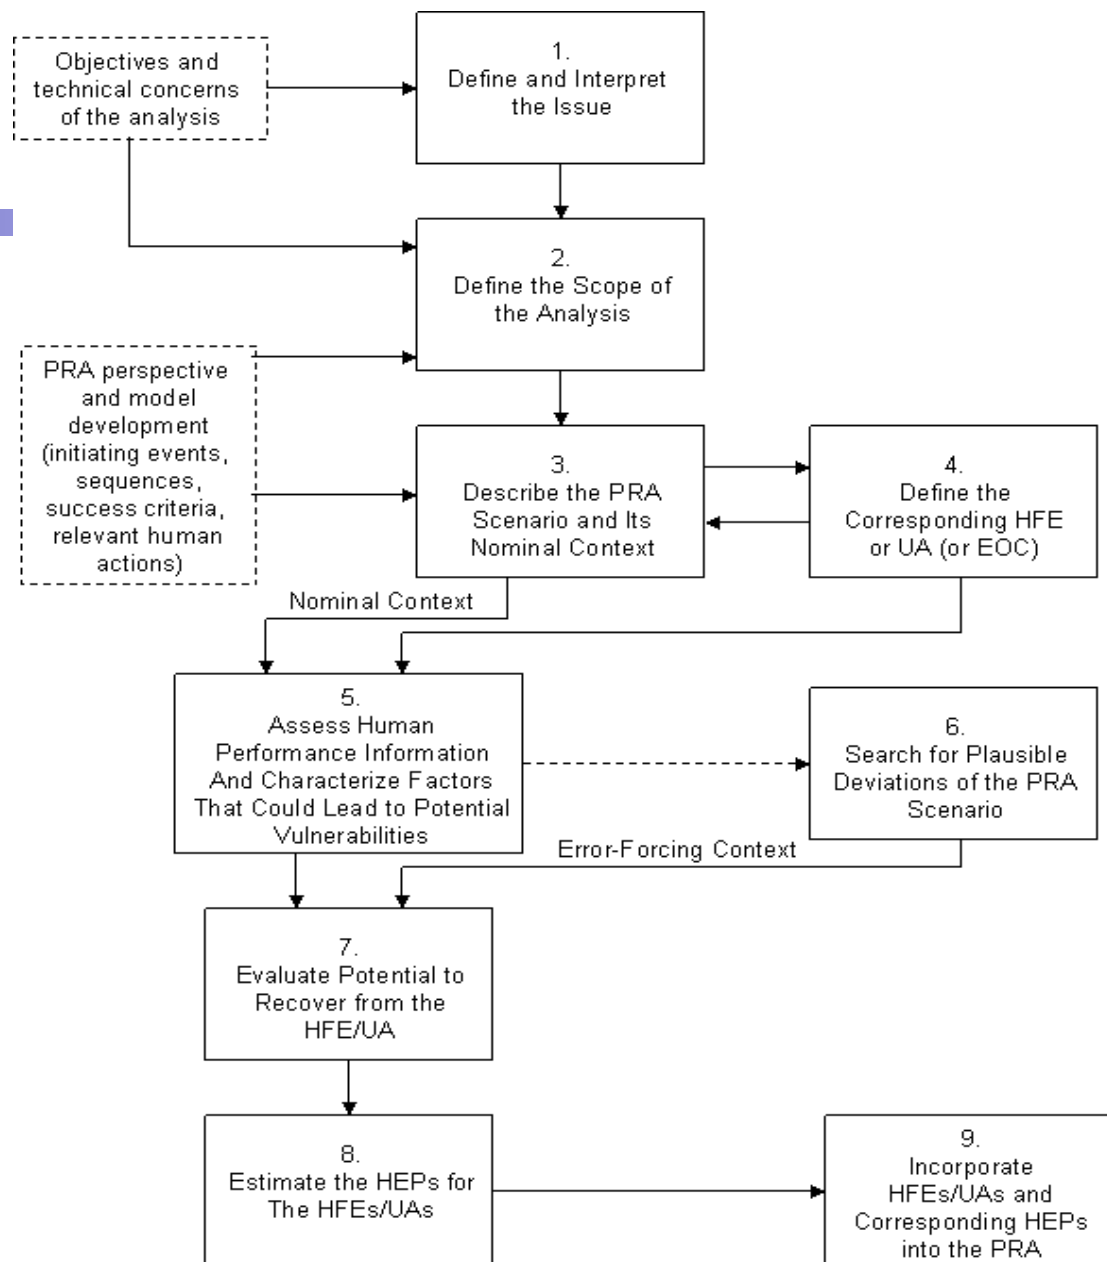 Objectives and
technical concerns
of the analysis
1.
Define and Interpret
the Issue
2.
Define the Scope of
the Analysis
PRA perspective
and model
development
(initiating events,
sequences,
success criteria,
relevant human
actions)
3.
Describe the PRA
Scenario and Its
Nominal Context
4.
Define the
Corresponding HFE
or UA (or EOC)
Nominal Context
5.
Assess Human
Performance Information
And Characterize Factors
That Could Lead to Potential
Vulnerabilities
6.
Search for Plausible
Deviations of the PRA
Scenario
Error-Forcing Context
7.
Evaluate Potential to
Recover from the
HFE/UA
8.
Estimate the HEPs for
The HFEs/UAs
9.
Incorporate
HFEs/UAs and
Corresponding HEPs
into the PRA